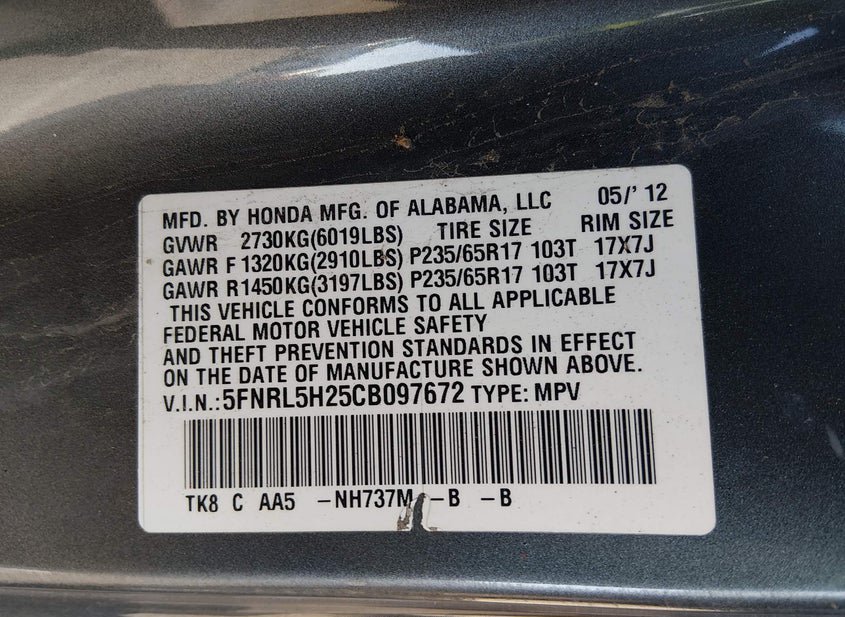 MFD. BY HONDA MFG. OF ALABAMA, LLC 05/'12
GVWR 2730KG(6019LBS) TIRE SIZE RIM SIZE
GAWR F1320KG(2910LBS) P235/65R17 103T 17X7J
GAWR R1450KG(3197LBS) P235/65R17 103T 17X7J
THIS VEHICLE CONFORMS TO ALL APPLICABLE
FEDERAL MOTOR VEHICLE SAFETY
AND THEFT PREVENTION STANDARDS IN EFFECT
ON THE DATE OF MANUFACTURE SHOWN ABOVE.
V.I.N.:5FNRL5H25CB097672 TYPE: MPV
TK8 C AA5 -NH737M -B -B